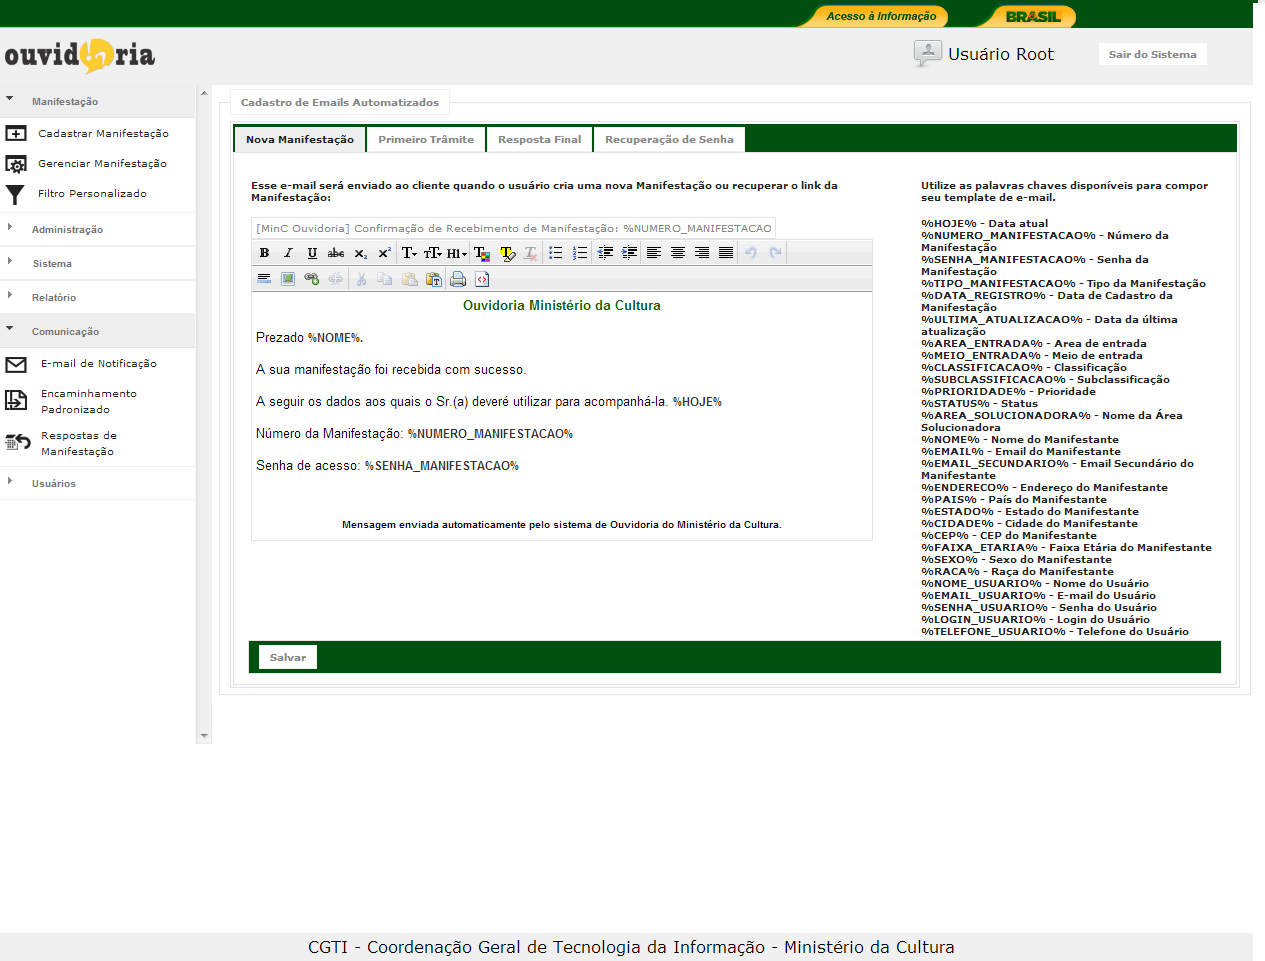 Acesso à Informação
BRASIL
ouvidoria
Usuário Root
Sair do Sistema
Manifestação
Cadastrar Manifestação
Gerenciar Manifestação
Filtro Personalizado
Administração
Sistema
Relatório
Comunicação
E-mail de Notificação
Encaminhamento
Padronizado
Respostas de
Manifestação
Usuários
Cadastro de Emails Automatizados
Nova Manifestação
Primeiro Trâmite
Resposta Final
Recuperação de Senha
Esse e-mail será enviado ao cliente quando o usuário cria uma nova Manifestação ou recuperar o link da
Manifestação:
[MinC Ouvidoria] Confirmação de Recebimento de Manifestação: %NUMERO_MANIFESTACAO
B I U abc x₂ x² T TT H1 T T T
Ouvidoria Ministério da Cultura
Prezado %NOME%.
A sua manifestação foi recebida com sucesso.
A seguir os dados aos quais o Sr.(a) deveré utilizar para acompanhá-la. %HOJE%
Número da Manifestação: %NUMERO_MANIFESTACAO%
Senha de acesso: %SENHA_MANIFESTACAO%
Mensagem enviada automaticamente pelo sistema de Ouvidoria do Ministério da Cultura.
Utilize as palavras chaves disponíveis para compor
seu template de e-mail.
%HOJE% - Data atual
%NUMERO_MANIFESTACAO% - Número da
Manifestação
%SENHA_MANIFESTACAO% - Senha da
Manifestação
%TIPO_MANIFESTACAO% - Tipo da Manifestação
%DATA_REGISTRO% - Data de Cadastro da
Manifestação
%ULTIMA_ATUALIZACAO% - Data da última
atualização
%AREA_ENTRADA% - Area de entrada
%MEIO_ENTRADA% - Meio de entrada
%CLASSIFICACAO% - Classificação
%SUBCLASSIFICACAO% - Subclassificação
%PRIORIDADE% - Prioridade
%STATUS% - Status
%AREA_SOLUCIONADORA% - Nome da Área
Solucionadora
%NOME% - Nome do Manifestante
%EMAIL% - Email do Manifestante
%EMAIL_SECUNDARIO% - Email Secundário do
Manifestante
%ENDERECO% - Endereço do Manifestante
%PAIS% - País do Manifestante
%ESTADO% - Estado do Manifestante
%CIDADE% - Cidade do Manifestante
%CEP% - CEP do Manifestante
%FAIXA_ETARIA% - Faixa Etária do Manifestante
%SEXO% - Sexo do Manifestante
%RACA% - Raça do Manifestante
%NOME_USUARIO% - Nome do Usuário
%EMAIL_USUARIO% - E-mail do Usuário
%SENHA_USUARIO% - Senha do Usuário
%LOGIN_USUARIO% - Login do Usuário
%TELEFONE_USUARIO% - Telefone do Usuário
Salvar
CGTI - Coordenação Geral de Tecnologia da Informação - Ministério da Cultura